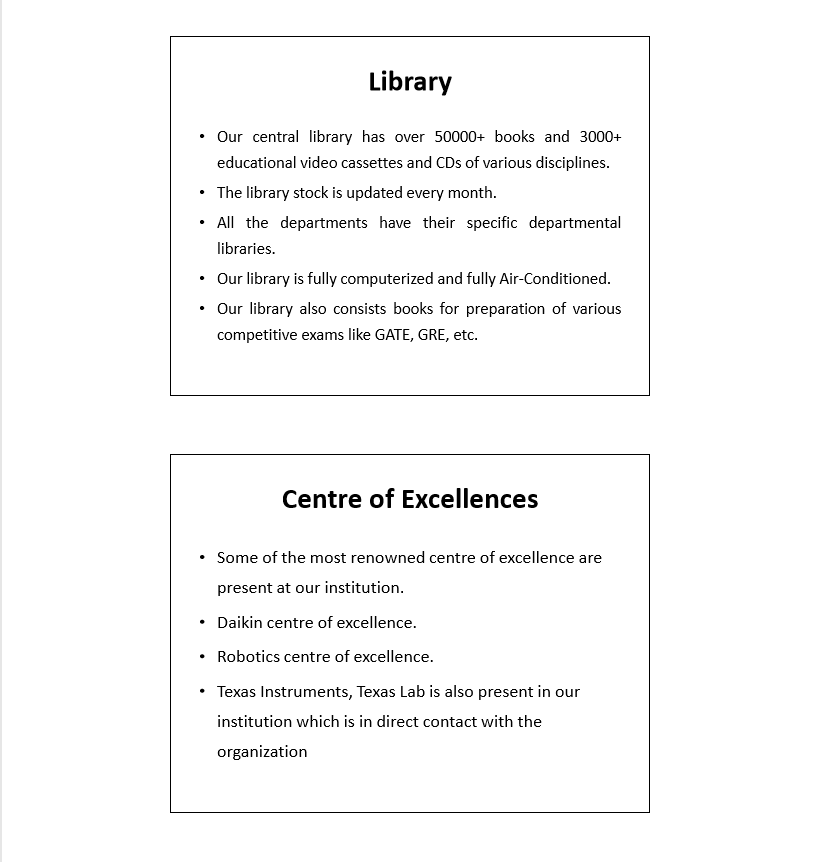 Library
• Our central library has over 50000+ books and 3000+
educational video cassettes and CDs of various disciplines.
• The library stock is updated every month.
• All the departments have their specific departmental
libraries.
• Our library is fully computerized and fully Air-Conditioned.
• Our library also consists books for preparation of various
competitive exams like GATE, GRE, etc.
Centre of Excellences
• Some of the most renowned centre of excellence are
present at our institution.
• Daikin centre of excellence.
• Robotics centre of excellence.
• Texas Instruments, Texas Lab is also present in our
institution which is in direct contact with the
organization